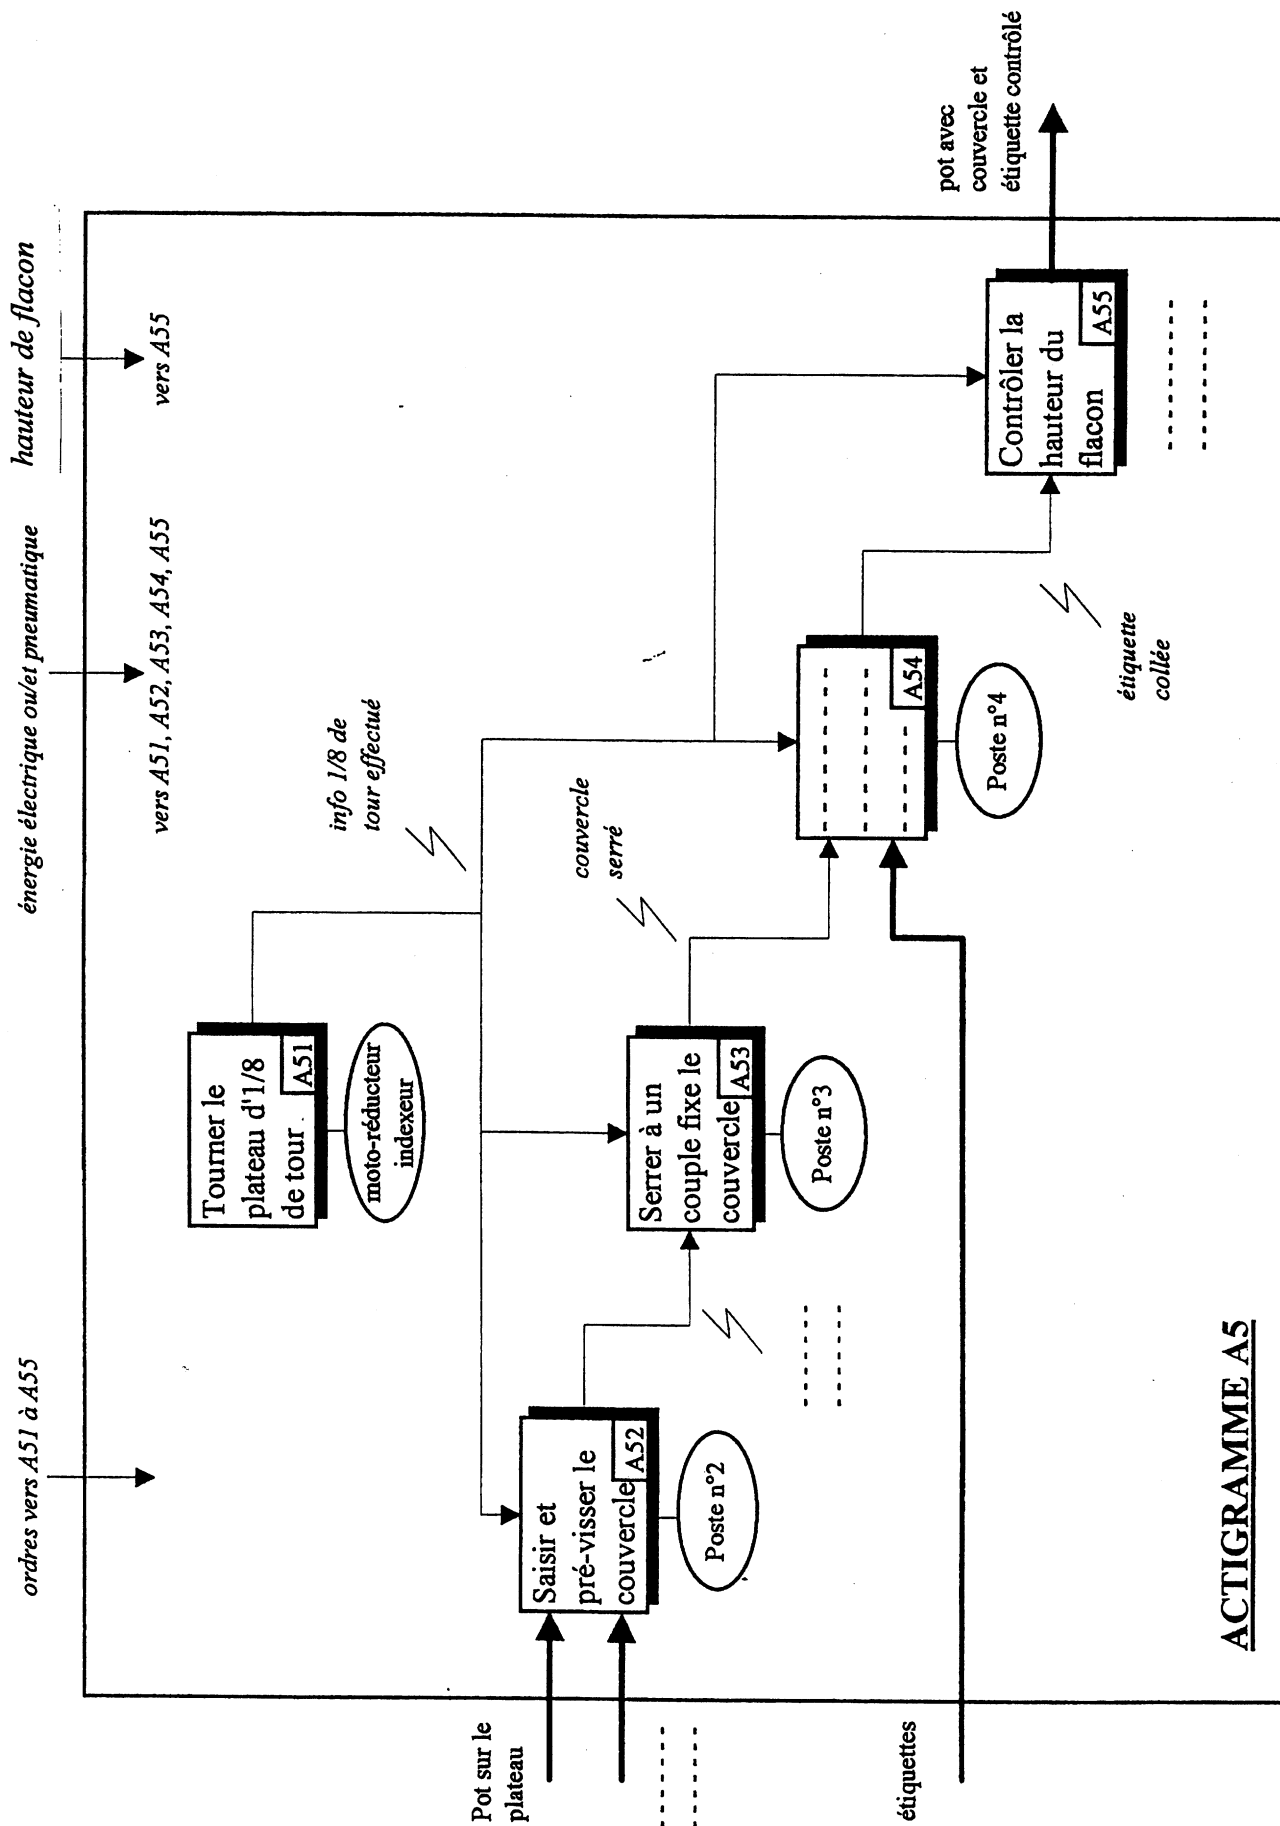 ordres vers A51 à A55
énergie électrique ou/et pneumatique
hauteur de flacon
vers A51, A52, A53, A54, A55
vers A55
Tourner le
plateau d'1/8
de tour
A51
moto-réducteur
indexeur
info 1/8 de
tour effectué
Pot sur le
plateau
Saisir et
pré-visser le
couvercle
A52
Poste n°2
Serrer à un
couple fixe le
couvercle
A53
Poste n°3
couvercle
serré
étiquettes
A54
Poste n°4
étiquette
collée
Contrôler la
hauteur du
flacon
A55
pot avec
couvercle et
étiquette contrôlé
ACTIGRAMME A5